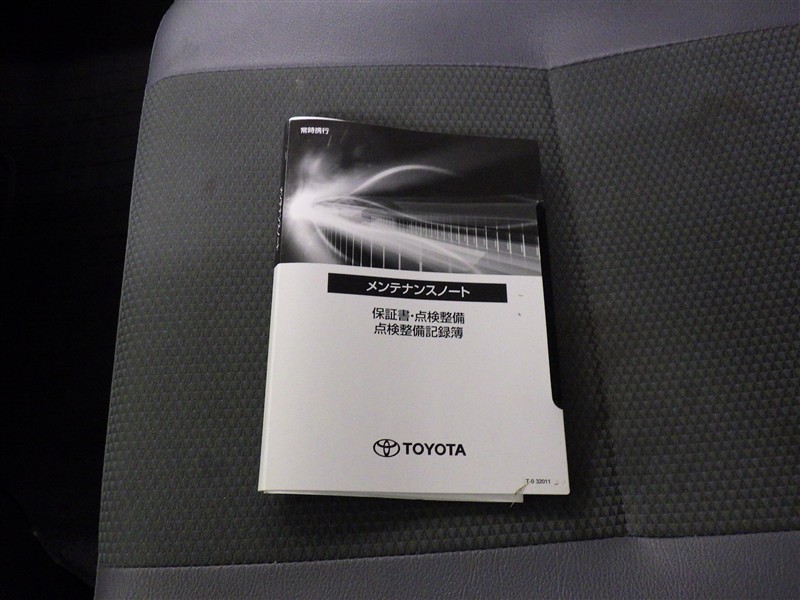 常時携行
メンテナンスノート
保証書・点検整備
点検整備記録簿
TOYOTA